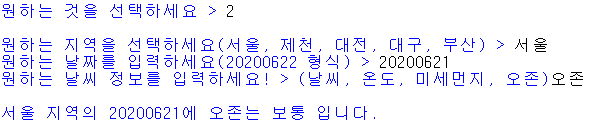 원하는 것을 선택하세요 > 2
원하는 지역을 선택하세요(서울, 제천, 대전, 대구, 부산) > 서울
원하는 날짜를 입력하세요(20200622 형식) > 20200621
원하는 날씨 정보를 입력하세요! > (날씨, 온도, 미세먼지, 오존)오존
서울 지역의 20200621에 오존는 보통 입니다.